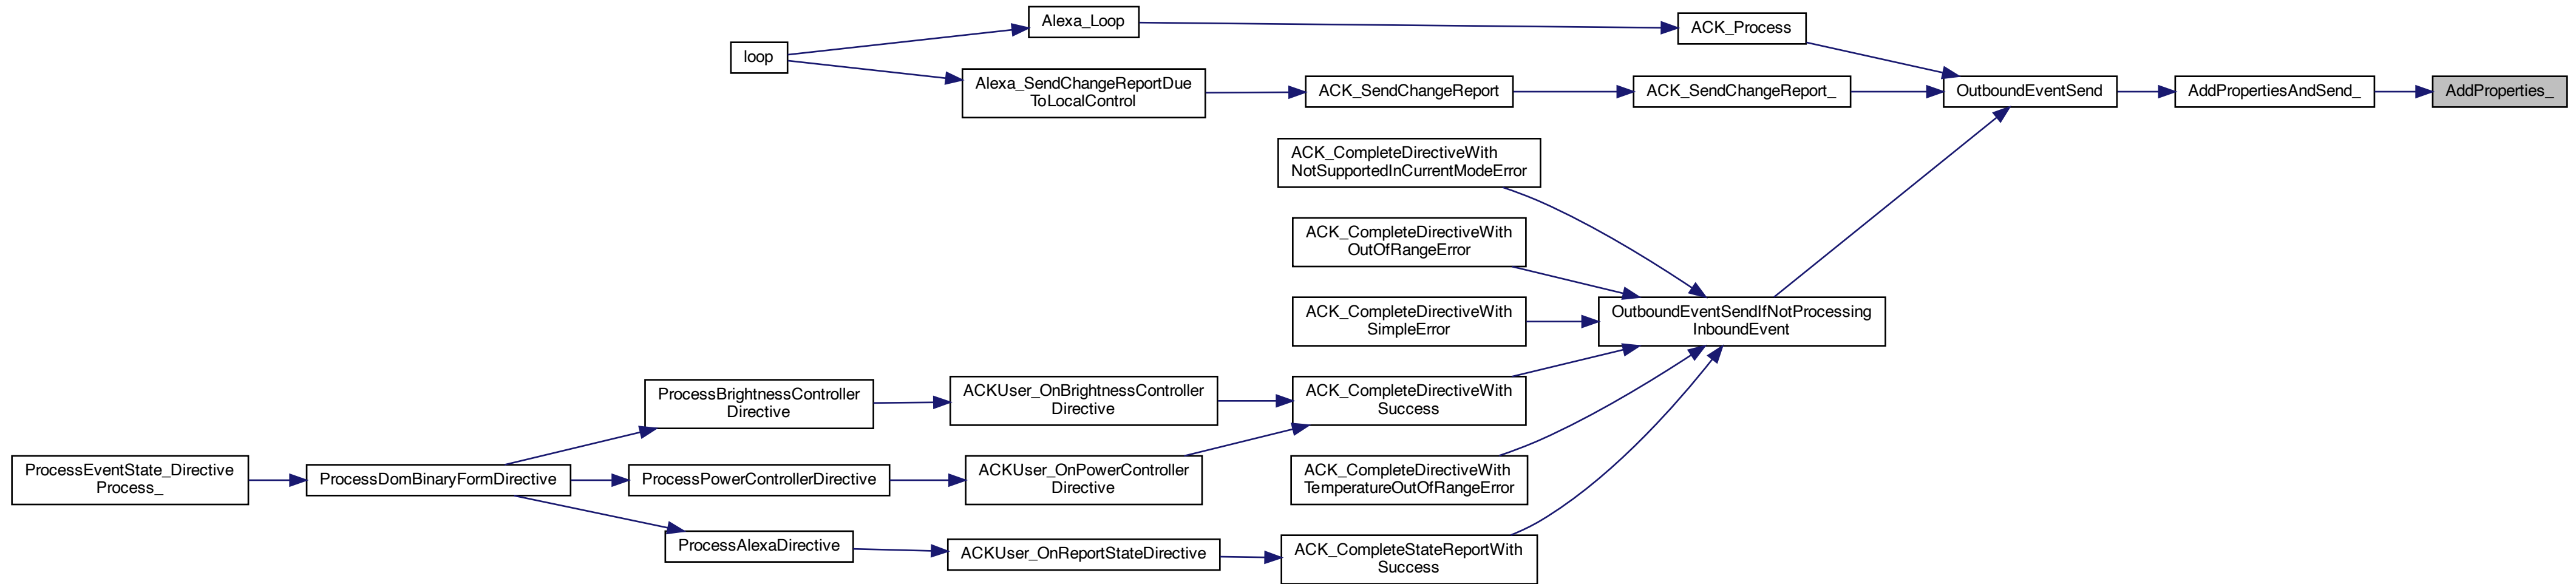 Alexa_Loop
ACK_Process
loop
Alexa_SendChangeReportDue
ToLocalControl
ACK_SendChangeReport
ACK_SendChangeReport_
OutboundEventSend
AddPropertiesAndSend_
AddProperties_
ACK_CompleteDirectiveWith
NotSupportedInCurrentModeError
ACK_CompleteDirectiveWith
OutOfRangeError
ACK_CompleteDirectiveWith
SimpleError
OutboundEventSendIfNotProcessing
InboundEvent
ProcessBrightnessController
Directive
ACKUser_OnBrightnessController
Directive
ACK_CompleteDirectiveWith
Success
ProcessEventState_Directive
Process_
ProcessDomBinaryFormDirective
ProcessPowerControllerDirective
ACKUser_OnPowerController
Directive
ACK_CompleteDirectiveWith
TemperatureOutOfRangeError
ProcessAlexaDirective
ACKUser_OnReportStateDirective
ACK_CompleteStateReportWith
Success